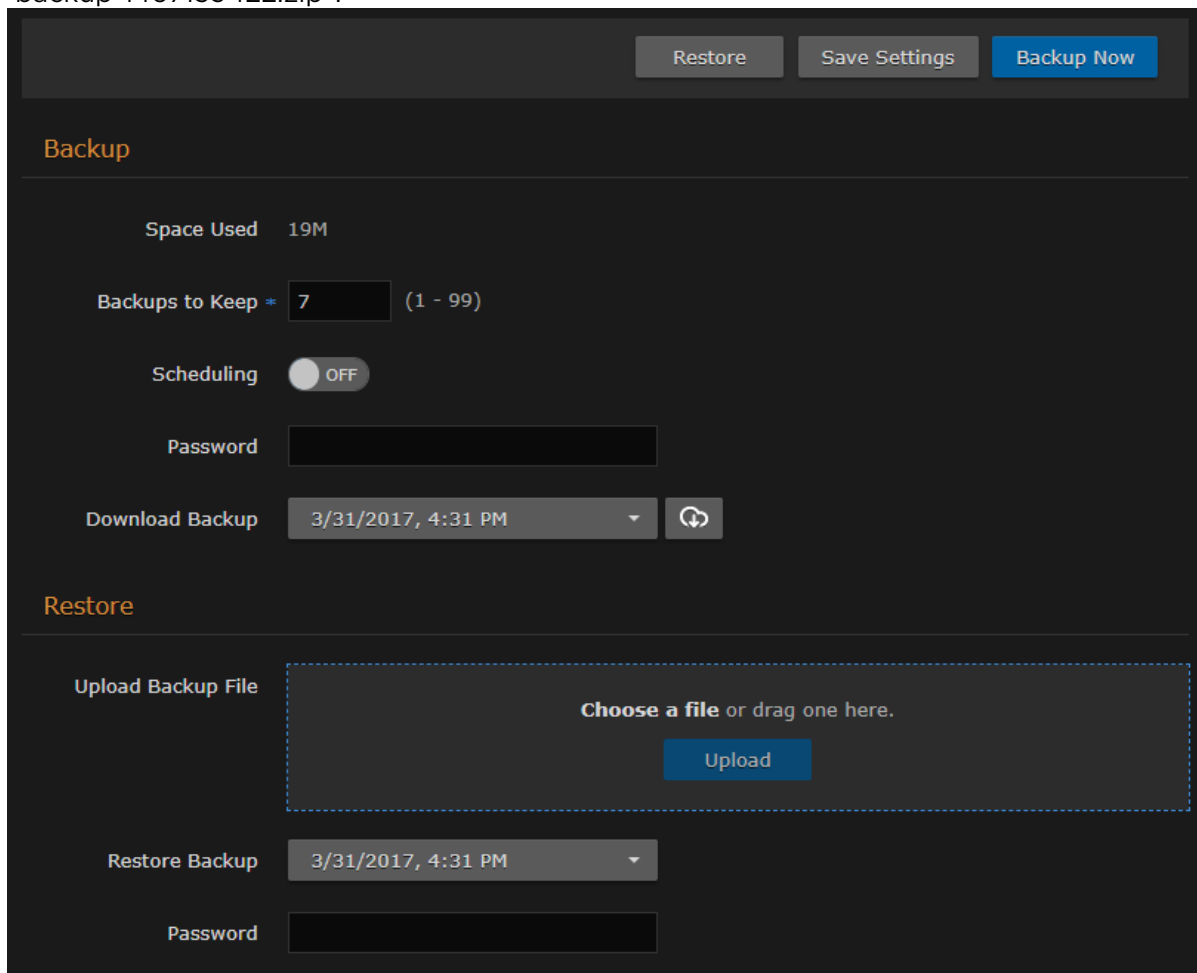 Restore Save Settings Backup Now
Backup
Space Used 19M
Backups to Keep * 7 (1 - 99)
Scheduling OFF
Password
Download Backup 3/31/2017, 4:31 PM
Restore
Upload Backup File
Choose a file or drag one here.
Upload
Restore Backup 3/31/2017, 4:31 PM
Password